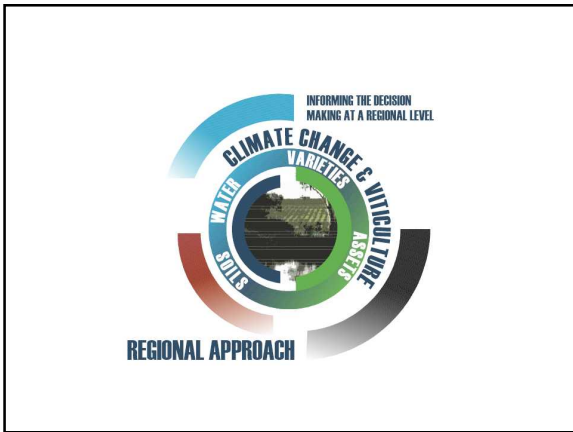 INFORMING THE DECISION
MAKING AT A REGIONAL LEVEL
CLIMATE CHANGE & VITICULTURE
VARIETIES
WATER
ASSETS
SOILS
REGIONAL APPROACH